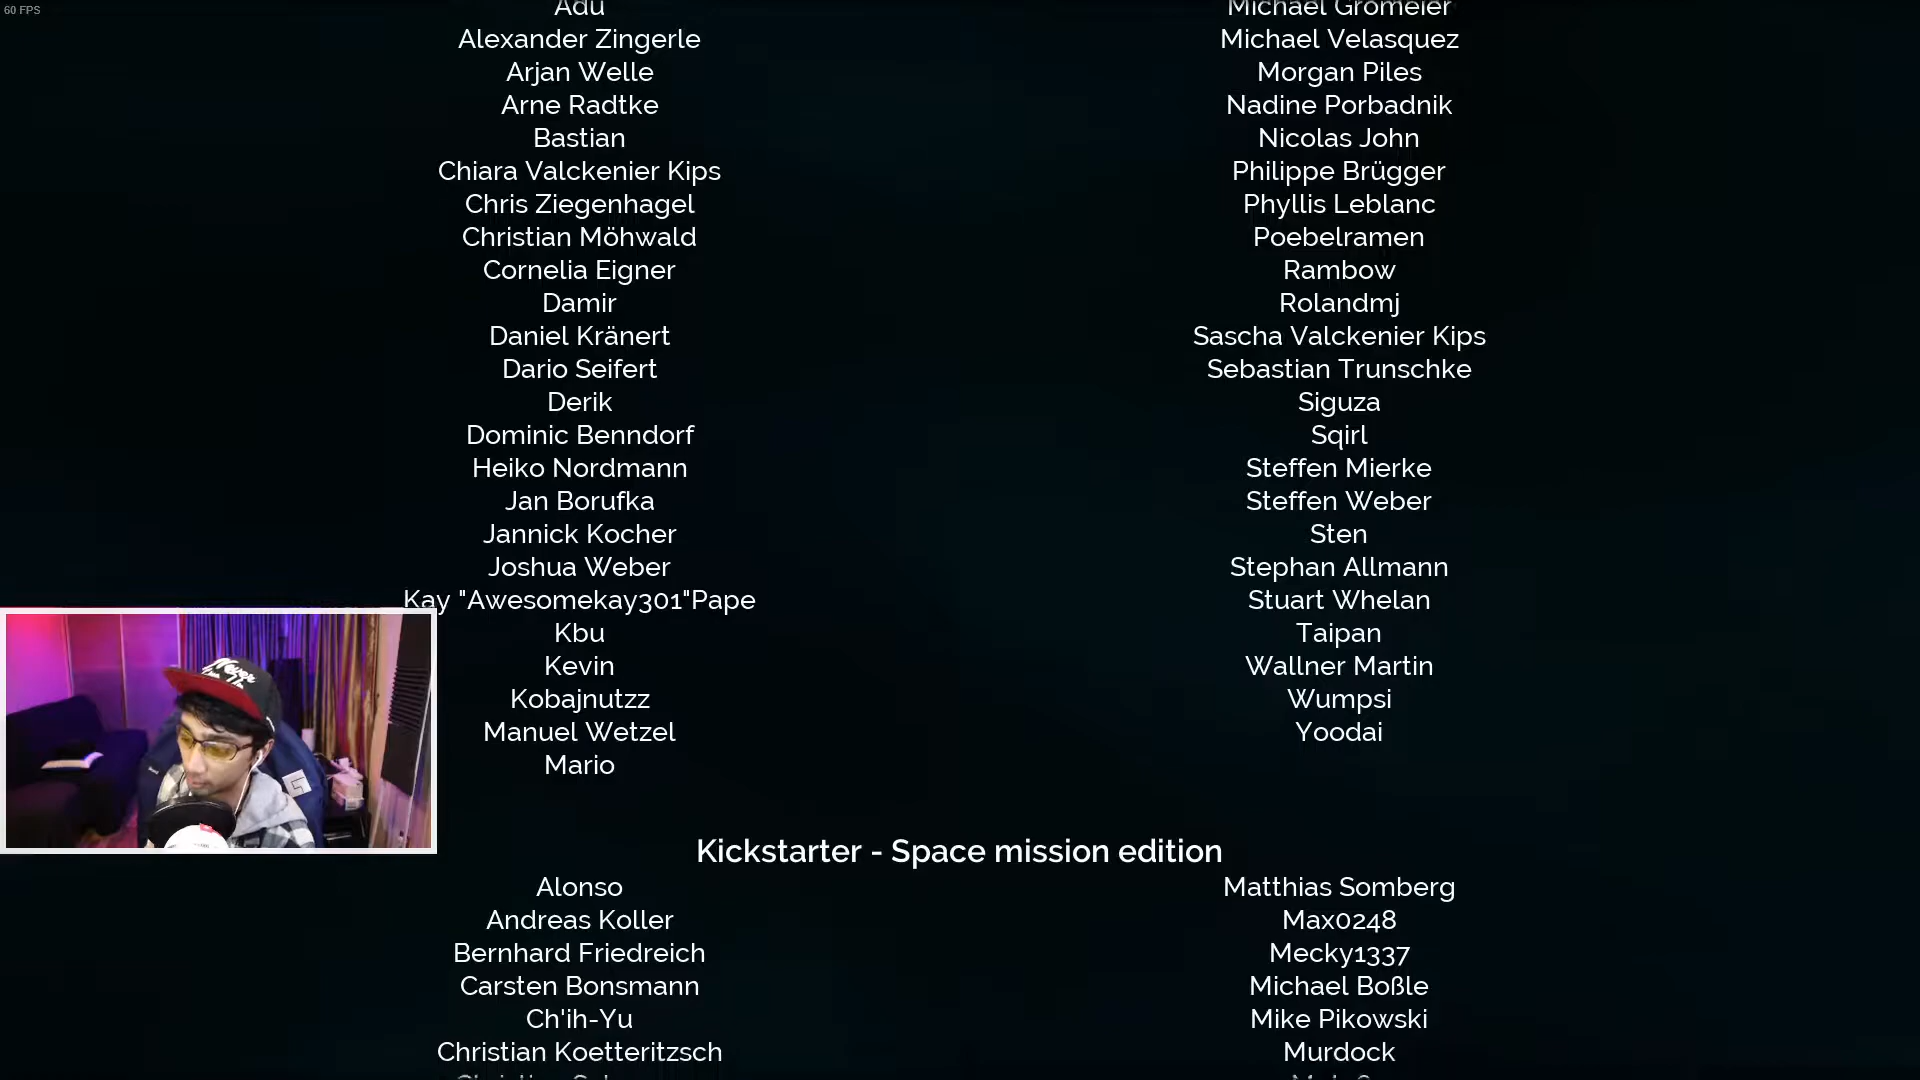 60 FPS
Adu
Alexander Zingerle
Arjan Welle
Arne Radtke
Bastian
Chiara Valckenier Kips
Chris Ziegenhagel
Christian Möhwald
Cornelia Eigner
Damir
Daniel Kränert
Dario Seifert
Derik
Dominic Benndorf
Heiko Nordmann
Jan Borufka
Jannick Kocher
Joshua Weber
Kay "Awesomekay301"Pape
Kbu
Kevin
Kobajnutzz
Manuel Wetzel
Mario
Michael Gromeier
Michael Velasquez
Morgan Piles
Nadine Porbadnik
Nicolas John
Philippe Brügger
Phyllis Leblanc
Poebelramen
Rambow
Rolandmj
Sascha Valckenier Kips
Sebastian Trunschke
Siguza
Sqirl
Steffen Mierke
Steffen Weber
Sten
Stephan Allmann
Stuart Whelan
Taipan
Wallner Martin
Wumpsi
Yoodai
Never
Kickstarter - Space mission edition
Alonso
Andreas Koller
Bernhard Friedreich
Carsten Bonsmann
Ch'ih-Yu
Christian Koetteritzsch
Matthias Somberg
Max0248
Mecky1337
Michael Boßle
Mike Pikowski
Murdock